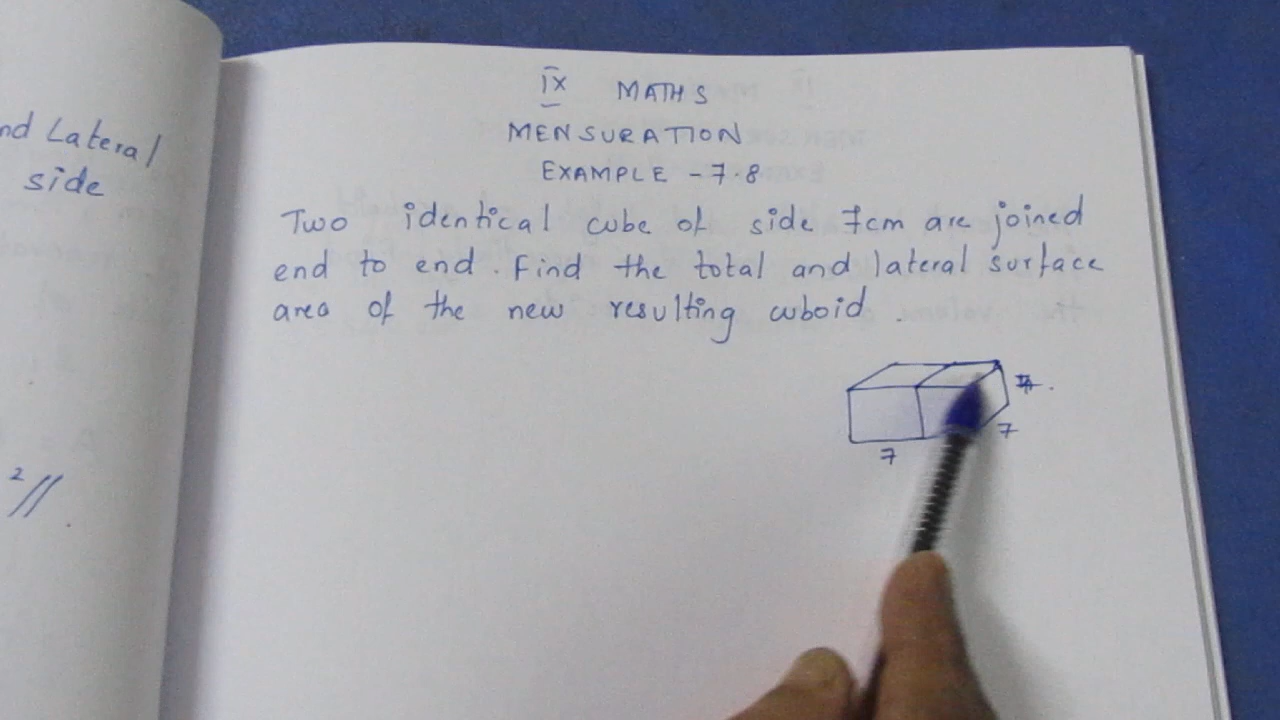 nd Lateral
side
2//
IX MATHS
MENSURATION
EXAMPLE - 7.8
Two identical cube of side 7cm are joined
end to end. Find the total and lateral surface
area of the new resulting cuboid.
7
7